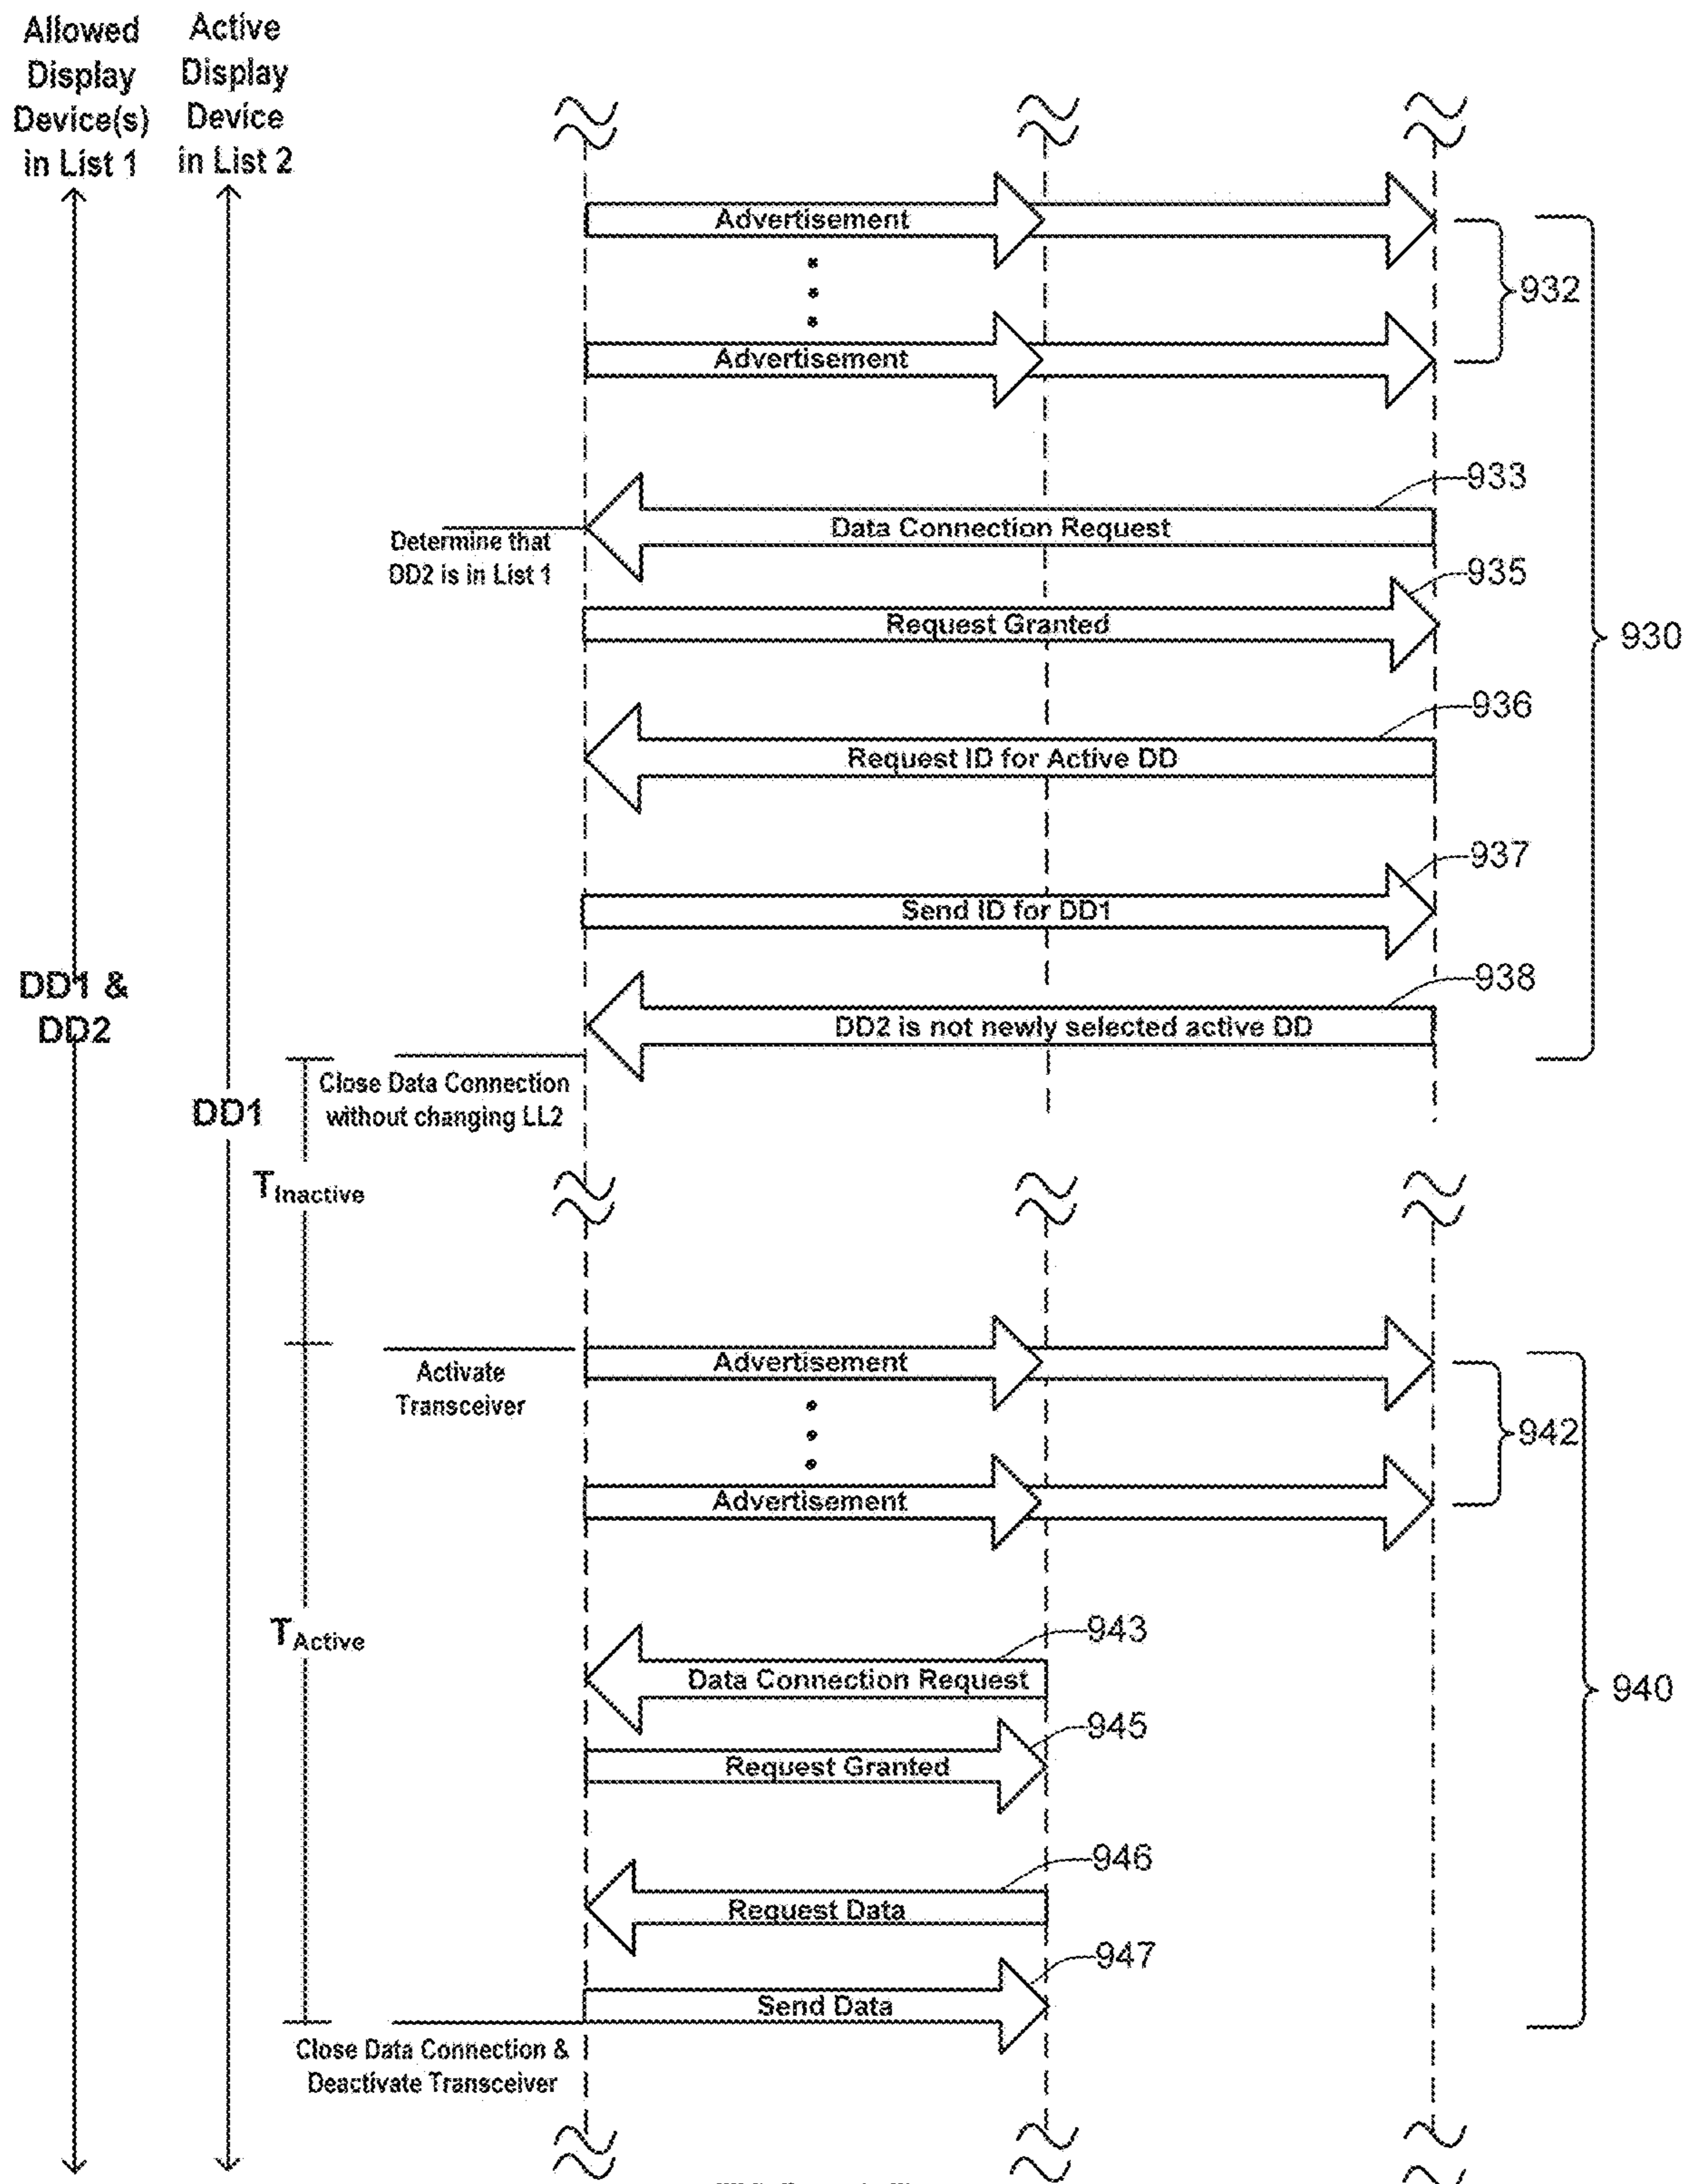 Allowed
Display
Device(s)
in List 1
Active
Display
Device
in List 2
Advertisement
Advertisement
932
933
Data Connection Request
Determine that
DD2 is in List 1
935
Request Granted
930
936
Request ID for Active DD
937
Send ID for DD1
938
DD2 is not newly selected active DD
DD1 &
DD2
Close Data Connection
without changing LL2
DD1
TInactive
Advertisement
Activate
Transceiver
942
Advertisement
TActive
943
Data Connection Request
940
945
Request Granted
946
Request Data
947
Send Data
Close Data Connection &
Deactivate Transceiver